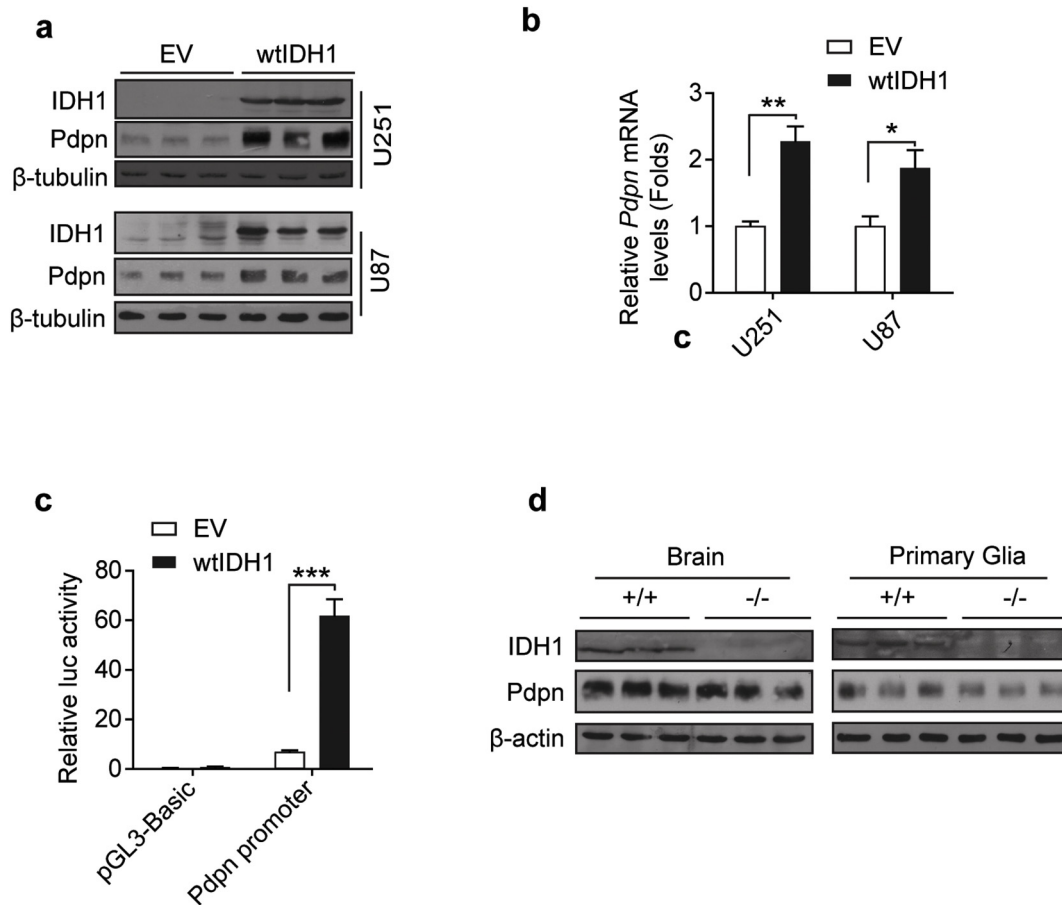 a
EV wtIDH1
IDH1
Pdpn
β-tubulin
U251
IDH1
Pdpn
β-tubulin
U87
b
EV
wtIDH1
Relative Pdpn mRNA
levels (Folds)
3
2
1
0
**
*
U251 U87
c
c
EV
wtIDH1
Relative luc activity
80
60
40
20
0
***
pGL3-Basic
Pdpn promoter
d
Brain Primary Glia
+/+ -/- +/+ -/-
IDH1
Pdpn
β-actin